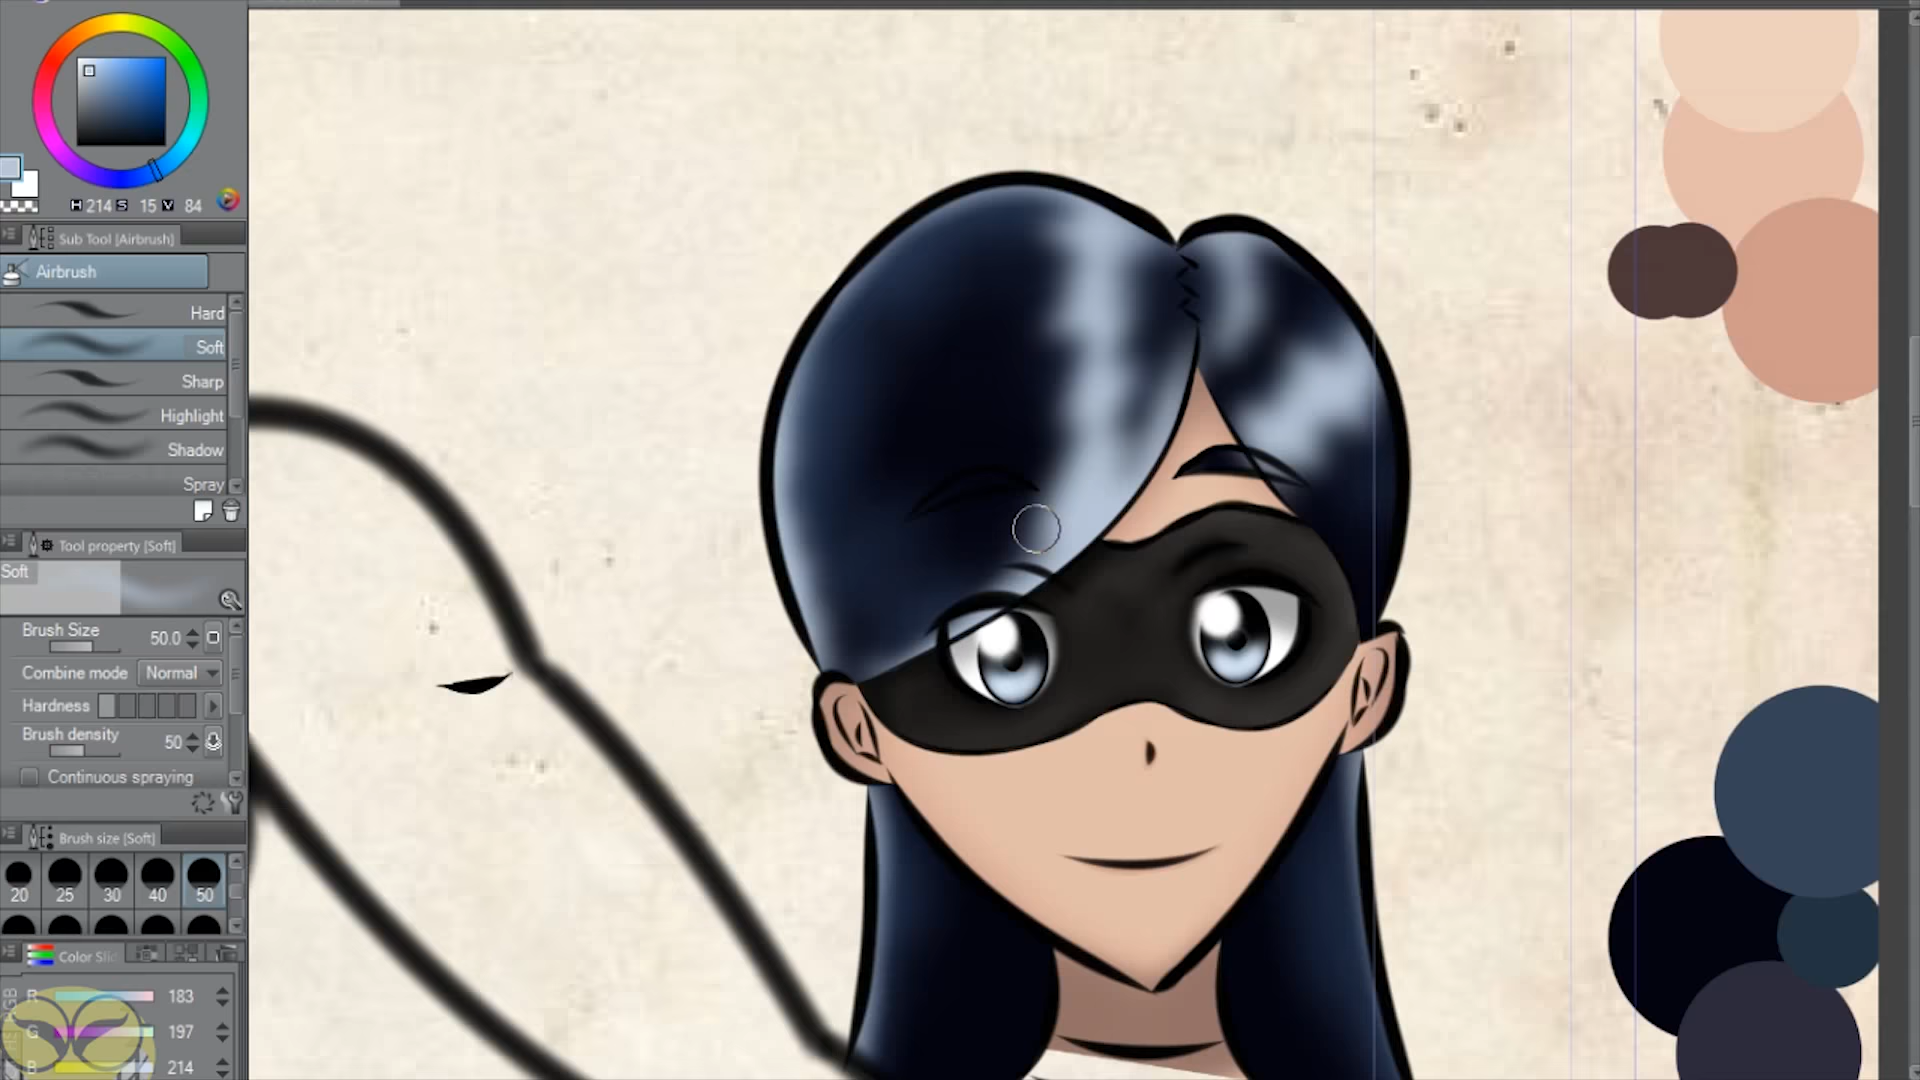 H 214 S 15 V 84
Sub Tool [Airbrush]
Airbrush
Hard
Soft
Sharp
Highlight
Shadow
Spray
Tool property [Soft]
Soft
Brush Size 50.0
Combine mode Normal
Hardness
Brush density 50
Continuous spraying
Brush size [Soft]
20 25 30 40 50
Color Sli
R 183
G 197
B 214